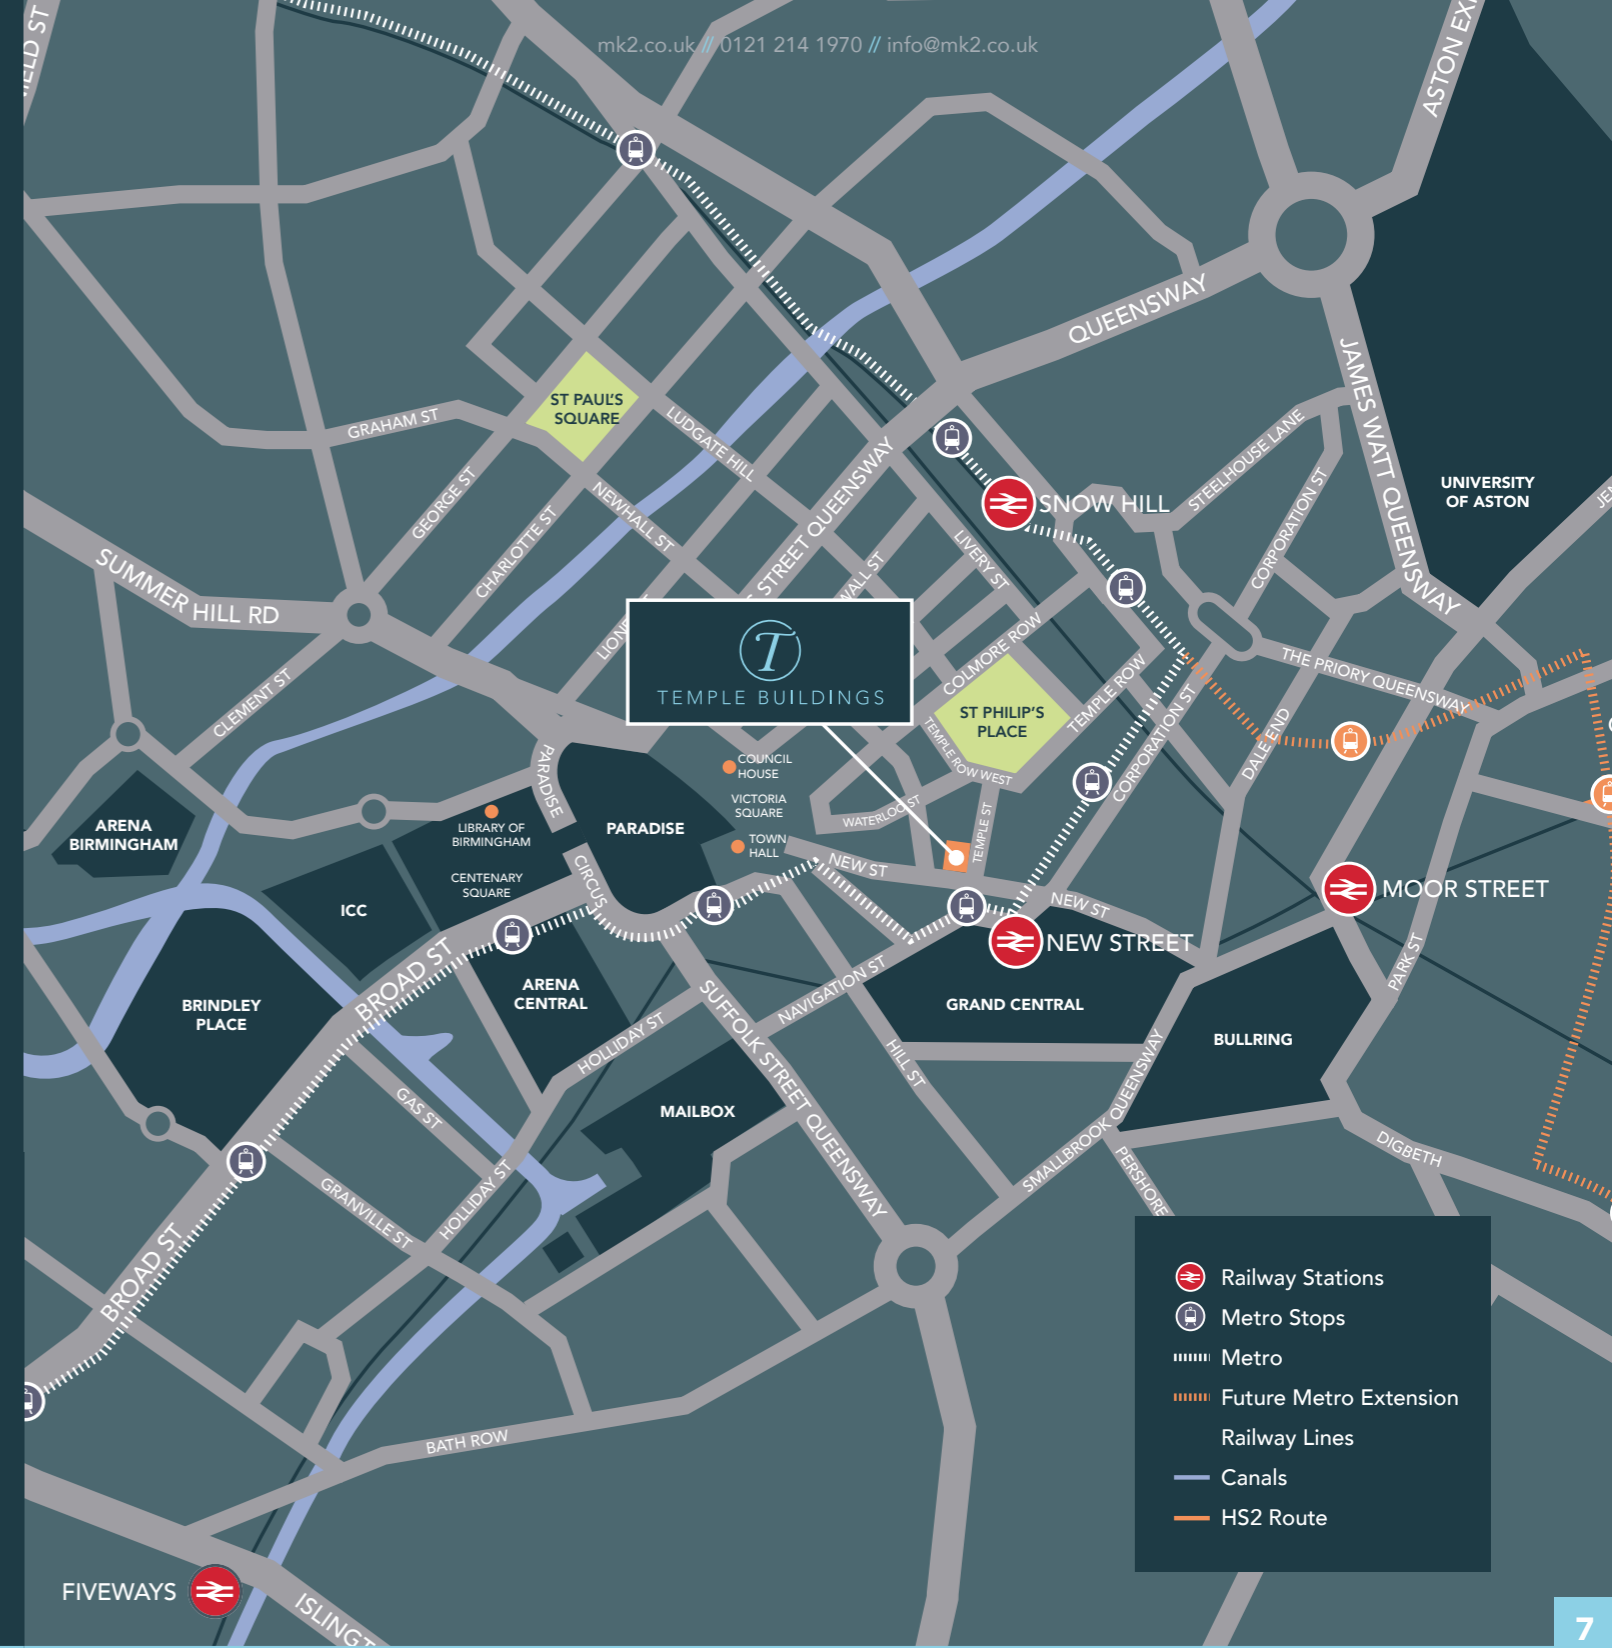 mk2.co.uk // 0121 214 1970 // info@mk2.co.uk
QUEENSWAY
JAMES WATT QUEENSWAY
ST PAUL'S
SQUARE
GRAHAM ST
LUDGATE HILL
GEORGE ST
CHARLOTTE ST
NEWHALL ST
STREET QUEENSWAY
SNOW HILL
STEELHOUSE LANE
CORPORATION ST
UNIVERSITY
OF ASTON
LIVERY ST
SUMMER HILL RD
CLEMENT ST
T
TEMPLE BUILDINGS
COLMORE ROW
ST PHILIP'S
PLACE
TEMPLE ROW
TEMPLE ROW WEST
THE PRIORY QUEENSWAY
CORPORATION ST
DALE END
PARADISE
COUNCIL
HOUSE
VICTORIA
SQUARE
TOWN
HALL
WATERLOO ST
TEMPLE ST
ARENA
BIRMINGHAM
LIBRARY OF
BIRMINGHAM
PARADISE
CENTENARY
SQUARE
CIRCUS
NEW ST
NEW ST
ICC
MOOR STREET
NEW STREET
BROAD ST
ARENA
CENTRAL
BRINDLEY
PLACE
NAVIGATION ST
GRAND CENTRAL
PARK ST
SUFFOLK STREET QUEENSWAY
HOLLIDAY ST
HILL ST
BULLRING
GAS ST
MAILBOX
SMALLBROOK QUEENSWAY
DIGBETH
PERSHORE
HOLLIDAY ST
GRANVILLE ST
BROAD ST
BATH ROW
Railway Stations
Metro Stops
Metro
Future Metro Extension
Railway Lines
Canals
HS2 Route
FIVEWAYS
7